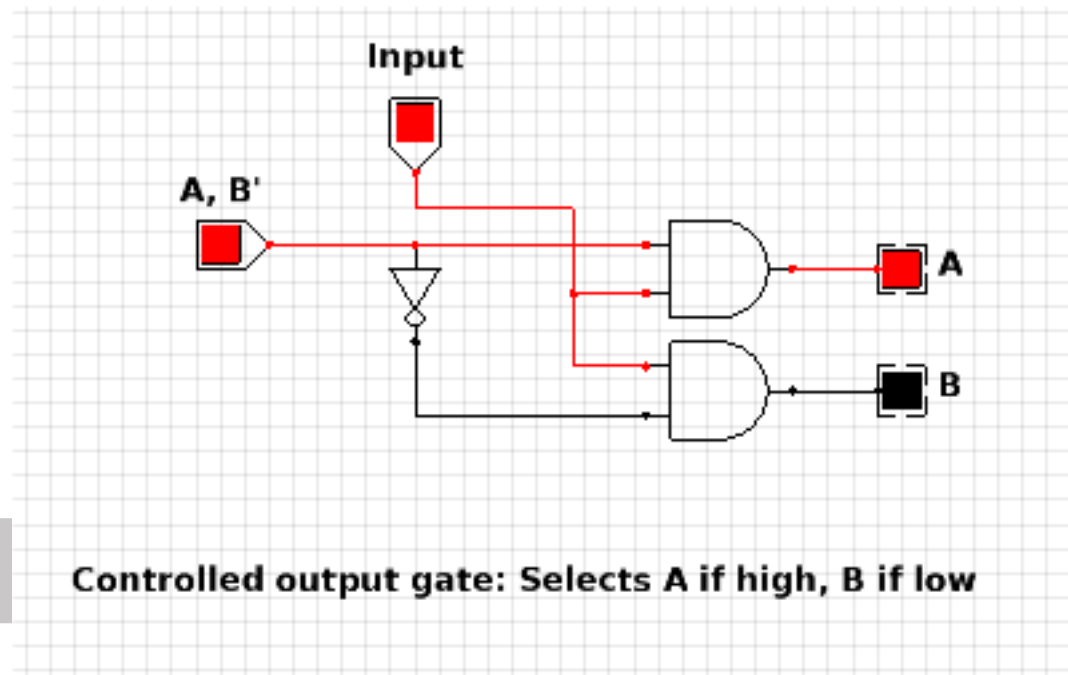 Input
A, B'
A
B
Controlled output gate: Selects A if high, B if low